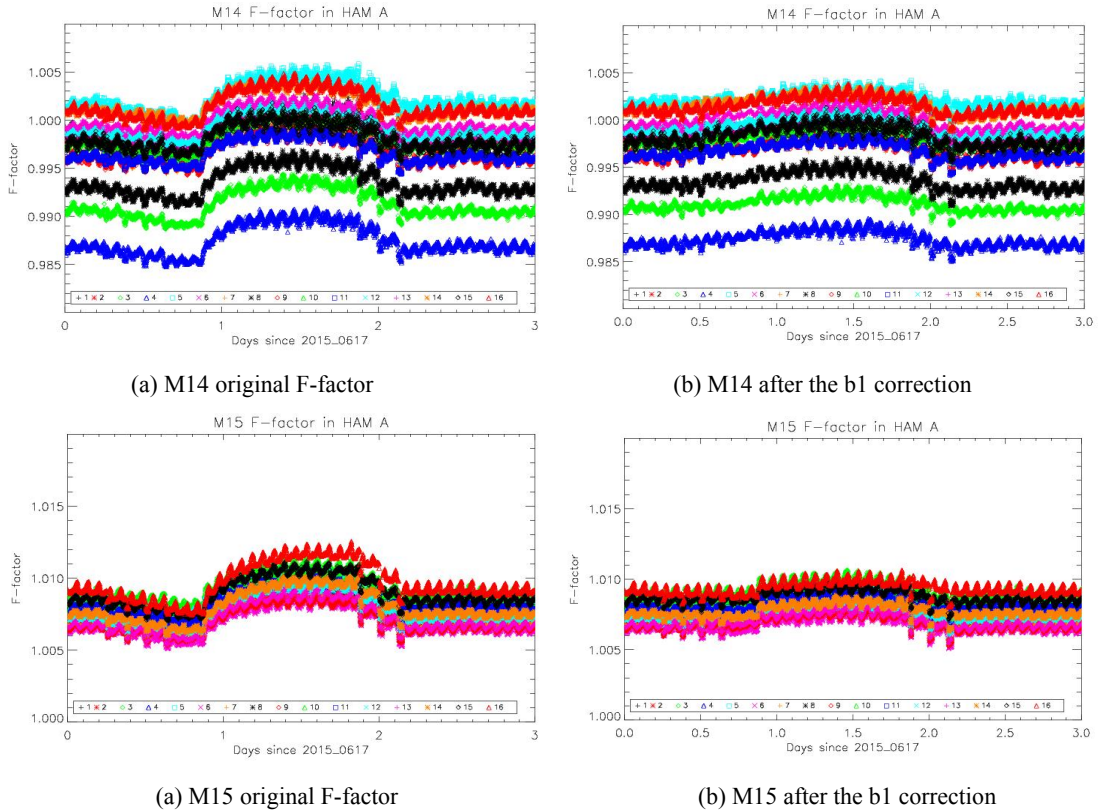 M14 F-factor in HAM A
1.005
1.000
0.995
0.990
0.985
F-factor
+ 1 ✳ 2 ○ 3 △ 4 □ 5 × 6 + 7 ✳ 8 ◇ 9 △ 10 □ 11 × 12 + 13 ✳ 14 ◇ 15 △ 16
0 1 2 3
Days since 2015_0617
(a) M14 original F-factor
M14 F-factor in HAM A
1.005
1.000
0.995
0.990
0.985
F-factor
+ 1 ✳ 2 ○ 3 △ 4 □ 5 × 6 + 7 ✳ 8 ◇ 9 △ 10 □ 11 × 12 + 13 ✳ 14 ◇ 15 △ 16
0.0 0.5 1.0 1.5 2.0 2.5 3.0
Days since 2015_0617
(b) M14 after the b1 correction
M15 F-factor in HAM A
1.015
1.010
1.005
1.000
F-factor
+ 1 ✳ 2 ○ 3 △ 4 □ 5 × 6 + 7 ✳ 8 ◇ 9 △ 10 □ 11 × 12 + 13 ✳ 14 ◇ 15 △ 16
0 1 2 3
Days since 2015_0617
(a) M15 original F-factor
M15 F-factor in HAM A
1.015
1.010
1.005
1.000
F-factor
+ 1 ✳ 2 ○ 3 △ 4 □ 5 × 6 + 7 ✳ 8 ◇ 9 △ 10 □ 11 × 12 + 13 ✳ 14 ◇ 15 △ 16
0.0 0.5 1.0 1.5 2.0 2.5 3.0
Days since 2015_0617
(b) M15 after the b1 correction